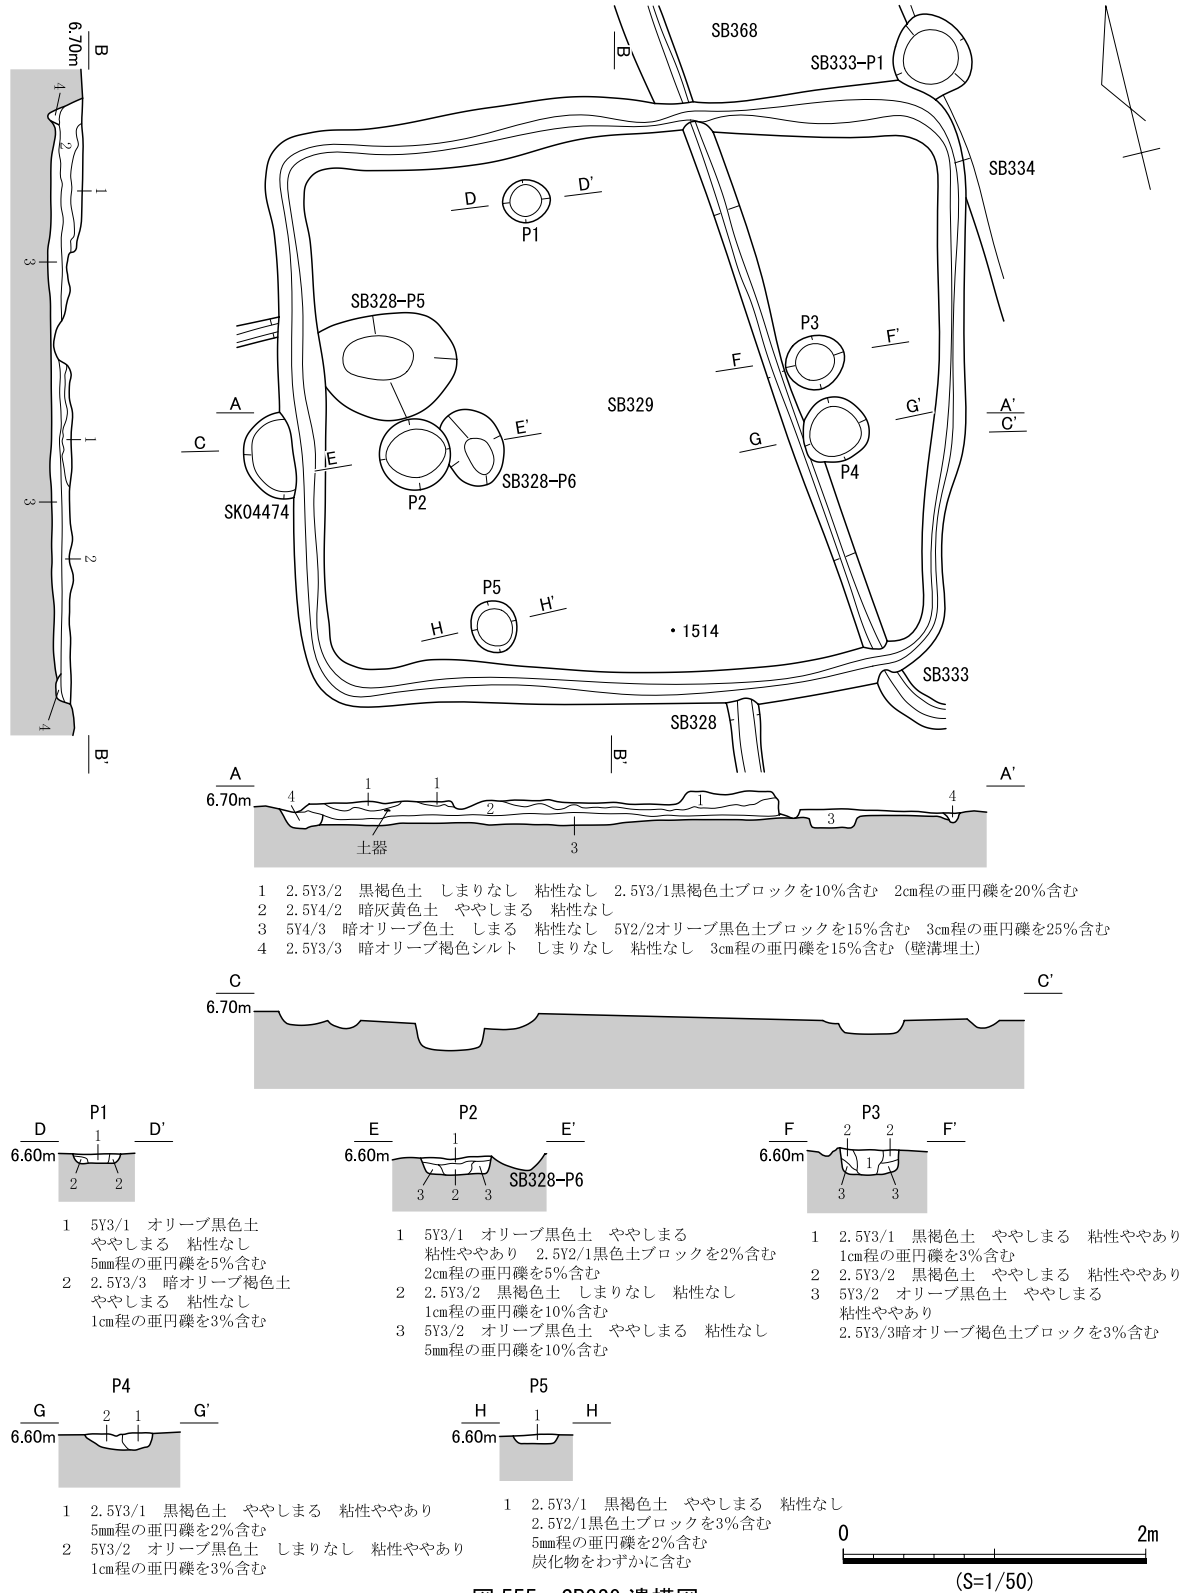 B
6.70m
4
2
1
3
1
3
2
4
B'
B
SB368
SB333-P1
SB334
D
D'
P1
SB328-P5
P3
F
F'
A
SB329
G'
A'
C
E'
C'
E
G
SB328-P6
P4
SK04474
P2
P5
H
H'
1514
SB333
SB328
B'
A
A'
6.70m
4
1
1
2
1
3
4
土器
3
1 2.5Y3/2 黒褐色土 しまりなし 粘性なし 2.5Y3/1黒褐色土ブロックを10%含む 2cm程の亜円礫を20%含む
2 2.5Y4/2 暗灰黄色土 ややしまる 粘性なし
3 5Y4/3 暗オリーブ色土 しまる 粘性なし 5Y2/2オリーブ黒色土ブロックを15%含む 3cm程の亜円礫を25%含む
4 2.5Y3/3 暗オリーブ褐色シルト しまりなし 粘性なし 3cm程の亜円礫を15%含む(壁溝埋土)
C
C'
6.70m
P1
D
D'
1
6.60m
2
2
1 5Y3/1 オリーブ黒色土
ややしまる 粘性なし
5mm程の亜円礫を5%含む
2 2.5Y3/3 暗オリーブ褐色土
ややしまる 粘性なし
1cm程の亜円礫を3%含む
P2
E
E'
1
6.60m
SB328-P6
3
2
3
1 5Y3/1 オリーブ黒色土 ややしまる
粘性ややあり 2.5Y2/1黒色土ブロックを2%含む
2cm程の亜円礫を5%含む
2 2.5Y3/2 黒褐色土 しまりなし 粘性なし
1cm程の亜円礫を10%含む
3 5Y3/2 オリーブ黒色土 ややしまる 粘性なし
5mm程の亜円礫を10%含む
P3
F
F'
2
2
6.60m
1
3
3
1 2.5Y3/1 黒褐色土 ややしまる 粘性ややあり
1cm程の亜円礫を3%含む
2 2.5Y3/2 黒褐色土 ややしまる 粘性ややあり
3 5Y3/2 オリーブ黒色土 ややしまる
粘性ややあり
2.5Y3/3暗オリーブ褐色土ブロックを3%含む
P4
G
G'
2
1
6.60m
1 2.5Y3/1 黒褐色土 ややしまる 粘性ややあり
5mm程の亜円礫を2%含む
2 5Y3/2 オリーブ黒色土 しまりなし 粘性ややあり
1cm程の亜円礫を3%含む
P5
H
H
1
6.60m
1 2.5Y3/1 黒褐色土 ややしまる 粘性なし
2.5Y2/1黒色土ブロックを3%含む
5mm程の亜円礫を2%含む
炭化物をわずかに含む
0
2m
(S=1/50)